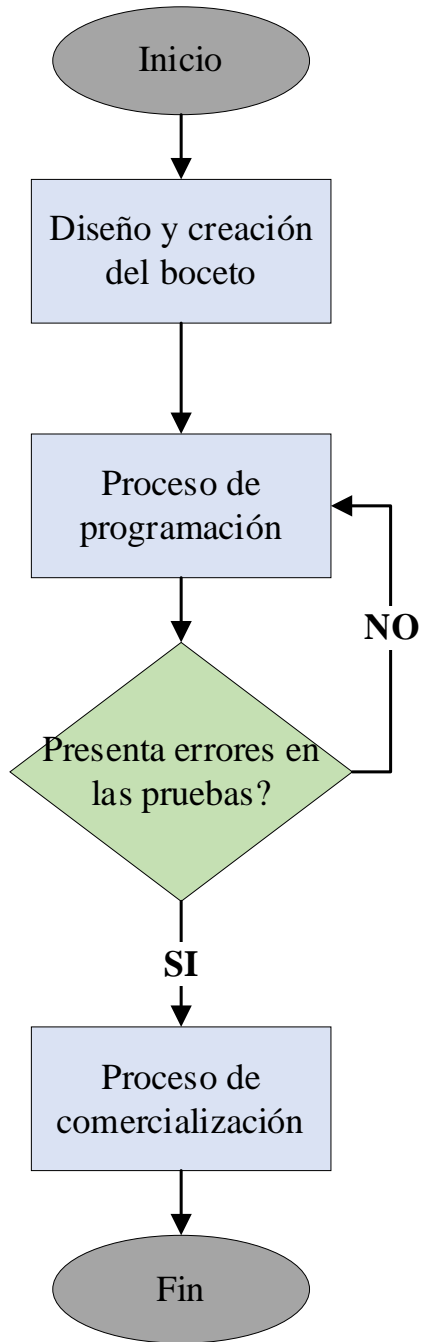 Inicio
Diseño y creación
del boceto
Proceso de
programación
NO
Presenta errores en
las pruebas?
SI
Proceso de
comercialización
Fin